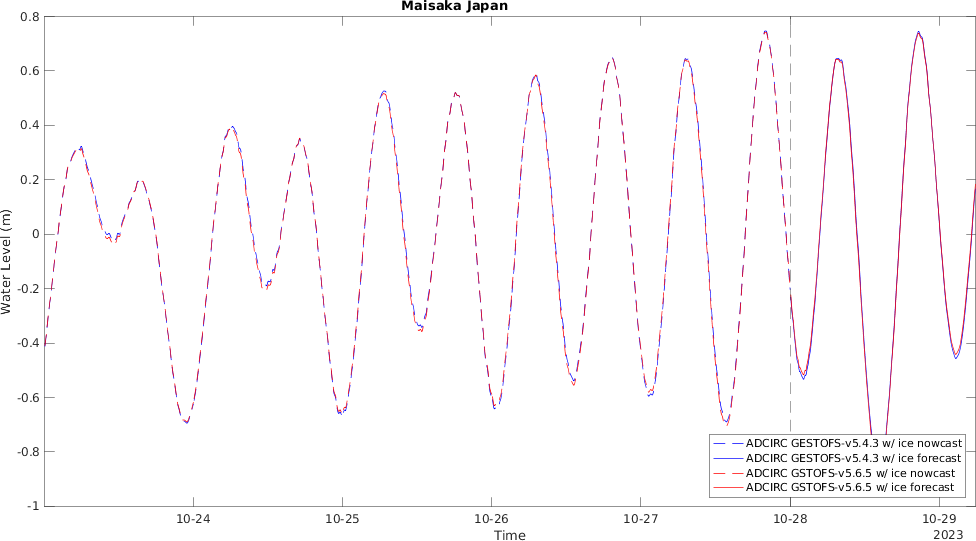 Maisaka Japan
0.8
0.6
0.4
0.2
0
-0.2
-0.4
-0.6
-0.8
-1
Water Level (m)
10-24
10-25
10-26
10-27
10-28
10-29
Time
2023
ADCIRC GESTOFS-v5.4.3 w/ ice nowcast
ADCIRC GESTOFS-v5.4.3 w/ ice forecast
ADCIRC GSTOFS-v5.6.5 w/ ice nowcast
ADCIRC GSTOFS-v5.6.5 w/ ice forecast